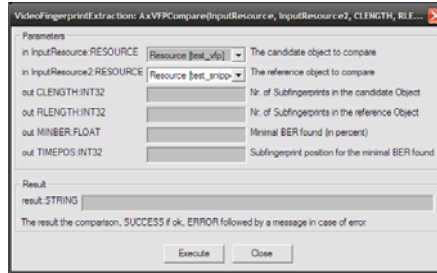 VideoFingerprintExtraction: AxVFPCompare(InputResource, InputResource2, CLENGTH, RLE...
Parameters
in InputResource:RESOURCE Resource [test_vfp] The candidate object to compare
in InputResource2:RESOURCE Resource [test_snipp The reference object to compare
out CLENGTH:INT32 Nr. of Subfingerprints in the candidate Object
out RLENGTH:INT32 Nr. of Subfingerprints in the reference Object
out MINBER:FLOAT Minimal BER found (in percent)
out TIMEPOS:INT32 Subfingerprint position for the minimal BER found
Result
result:STRING
The result the comparison, SUCCESS if ok, ERROR followed by a message in case of error
Execute Close